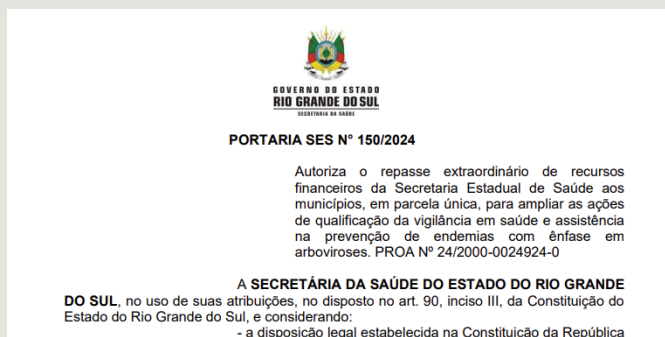 GOVERNO DO ESTADO
RIO GRANDE DO SUL
SECRETARIA DA SAÚDE
PORTARIA SES N° 150/2024
Autoriza o repasse extraordinário de recursos
financeiros da Secretaria Estadual de Saúde aos
municípios, em parcela única, para ampliar as ações
de qualificação da vigilância em saúde e assistência
na prevenção de endemias com ênfase em
arboviroses. PROA Nº 24/2000-0024924-0
A SECRETÁRIA DA SAÚDE DO ESTADO DO RIO GRANDE
DO SUL, no uso de suas atribuições, no disposto no art. 90, inciso III, da Constituição do
Estado do Rio Grande do Sul, e considerando:
- a disposição legal estabelecida na Constituição da República